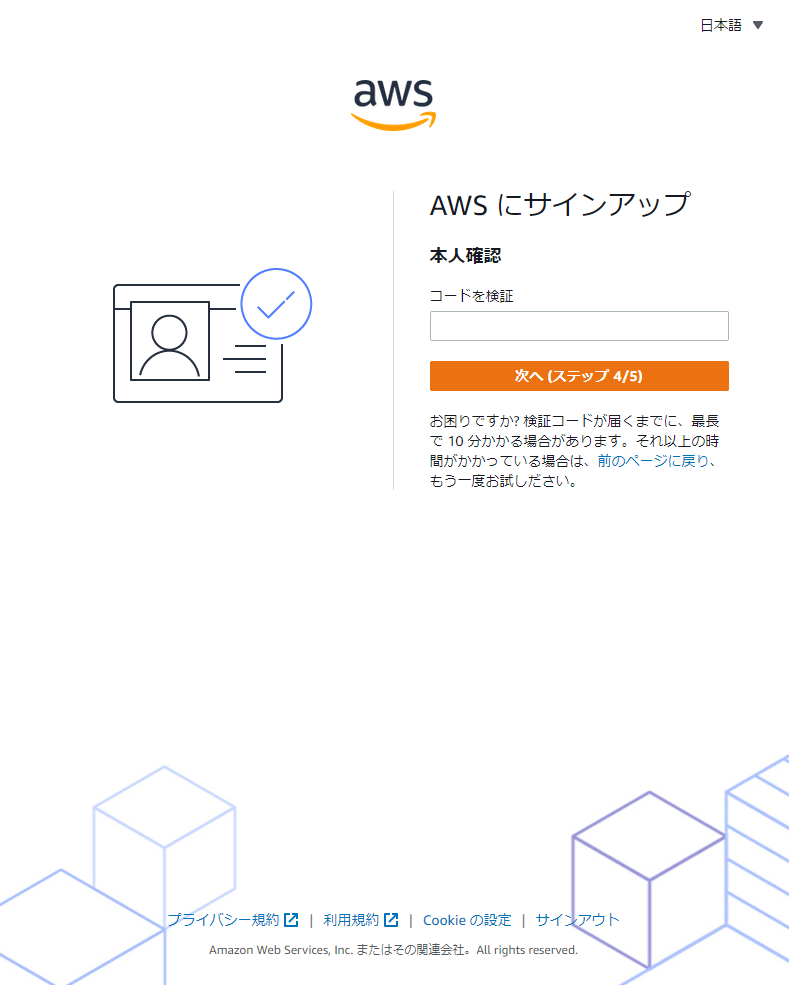 日本語
aws
AWS にサインアップ
本人確認
コードを検証
次へ (ステップ 4/5)
お困りですか? 検証コードが届くまでに、最長
で 10 分かかる場合があります。それ以上の時
間がかかっている場合は、前のページに戻り、
もう一度お試しださい。
プライバシー規約 | 利用規約 | Cookie の設定 | サインアウト
Amazon Web Services, Inc. またはその関連会社。All rights reserved.